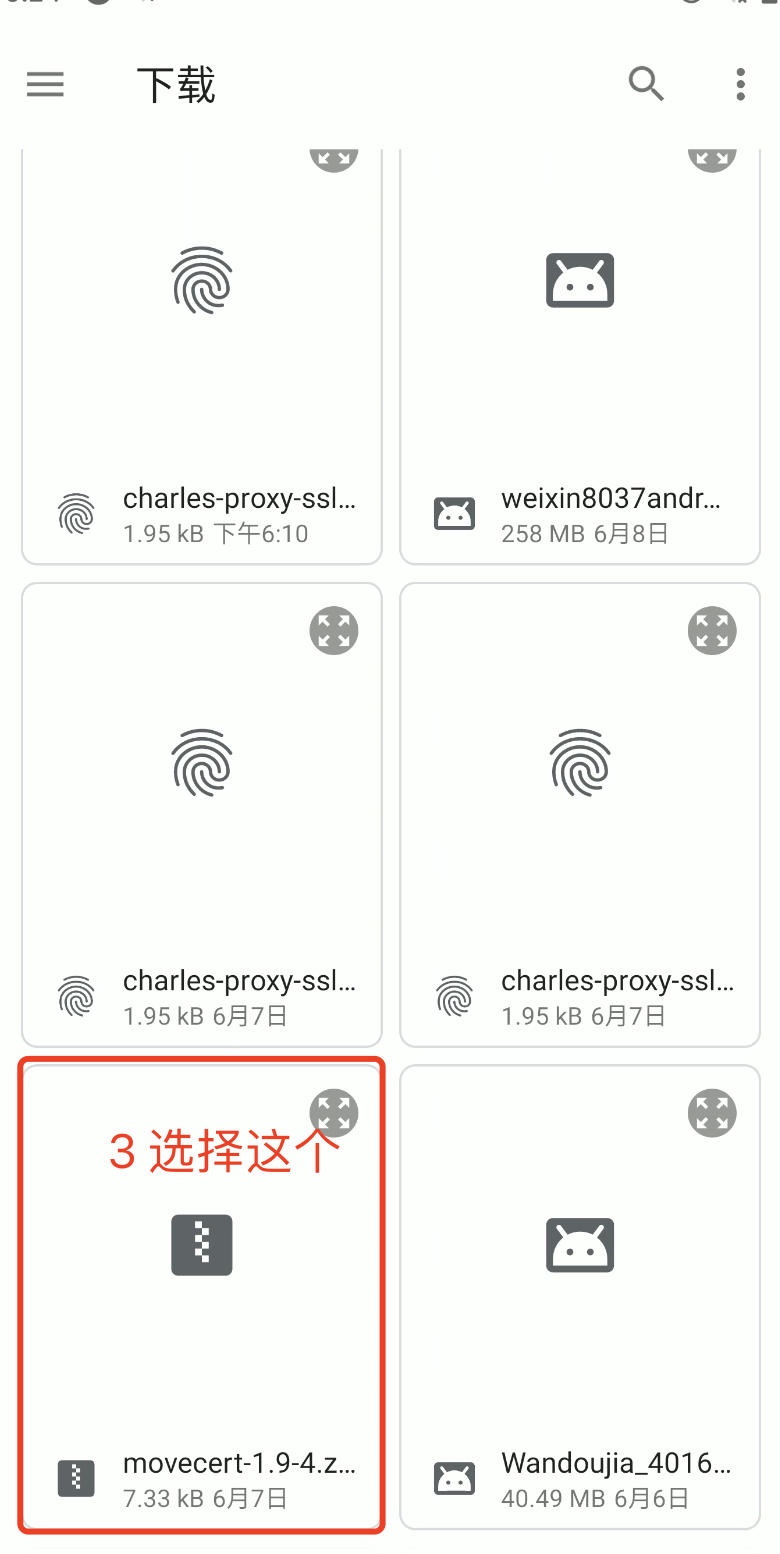 下载
charles-proxy-ssl...
1.95 kB 下午6:10
weixin8037andr...
258 MB 6月8日
charles-proxy-ssl...
1.95 kB 6月7日
charles-proxy-ssl...
1.95 kB 6月7日
3 选择这个
movecert-1.9-4.z...
7.33 kB 6月7日
Wandoujia_4016...
40.49 MB 6月6日